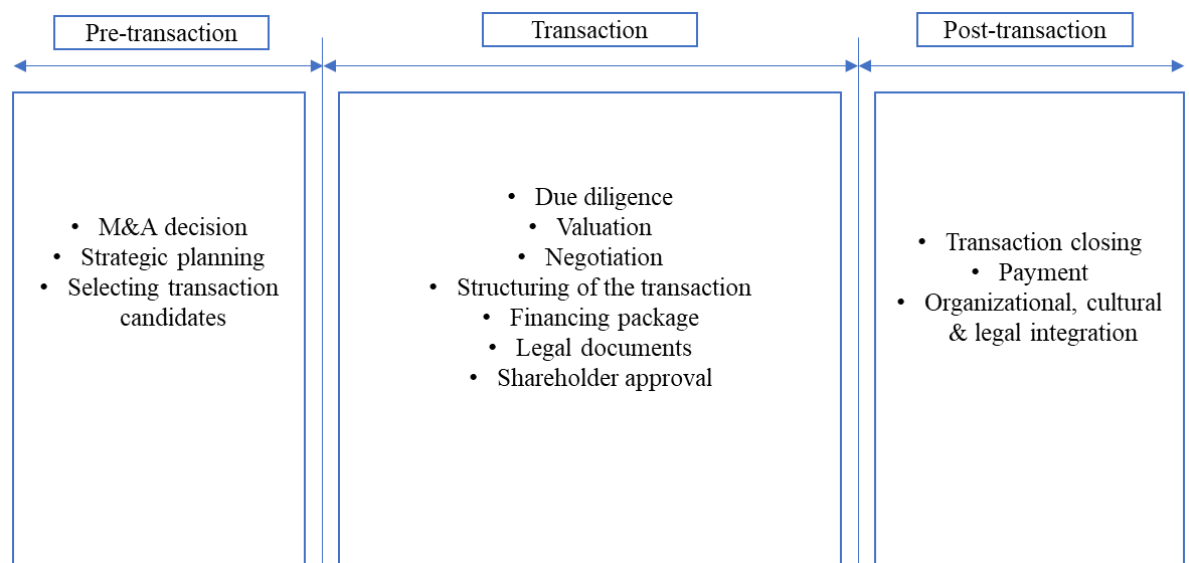 Pre-transaction
Transaction
Post-transaction
• M&A decision
• Strategic planning
• Selecting transaction
candidates
• Due diligence
• Valuation
• Negotiation
• Structuring of the transaction
• Financing package
• Legal documents
• Shareholder approval
• Transaction closing
• Payment
• Organizational, cultural
& legal integration